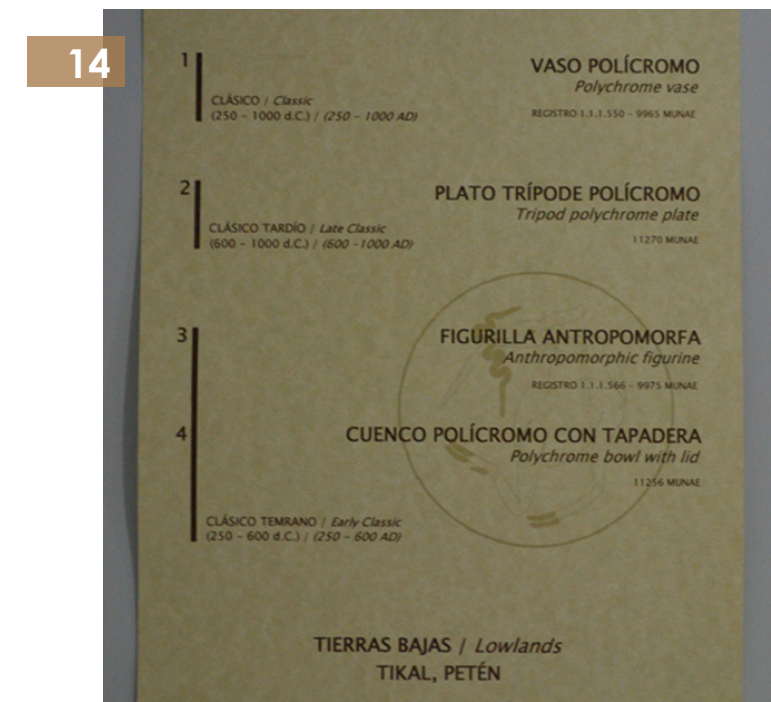 14
1
VASO POLÍCROMO
Polychrome vase
CLÁSICO / Classic
(250 – 1000 d.C.) / (250 – 1000 AD)
REGISTRO 1.1.1.550 – 9965 MUNAE
2
PLATO TRÍPODE POLÍCROMO
Tripod polychrome plate
CLÁSICO TARDÍO / Late Classic
(600 – 1000 d.C.) / (600 –1000 AD)
11270 MUNAE
3
FIGURILLA ANTROPOMORFA
Anthropomorphic figurine
REGISTRO 1.1.1.566 – 9975 MUNAE
4
CUENCO POLÍCROMO CON TAPADERA
Polychrome bowl with lid
11256 MUNAE
CLÁSICO TEMRANO / Early Classic
(250 – 600 d.C.) / (250 – 600 AD)
TIERRAS BAJAS / Lowlands
TIKAL, PETÉN